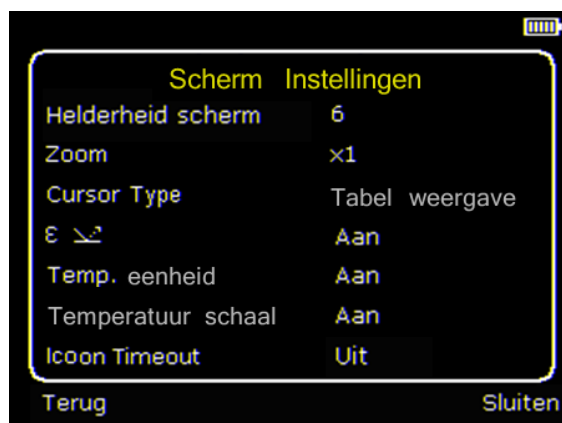 Scherm Instellingen
Helderheid scherm 6
Zoom ×1
Cursor Type Tabel weergave
ε Aan
Temp. eenheid Aan
Temperatuur schaal Aan
Icoon Timeout Uit
Terug Sluiten